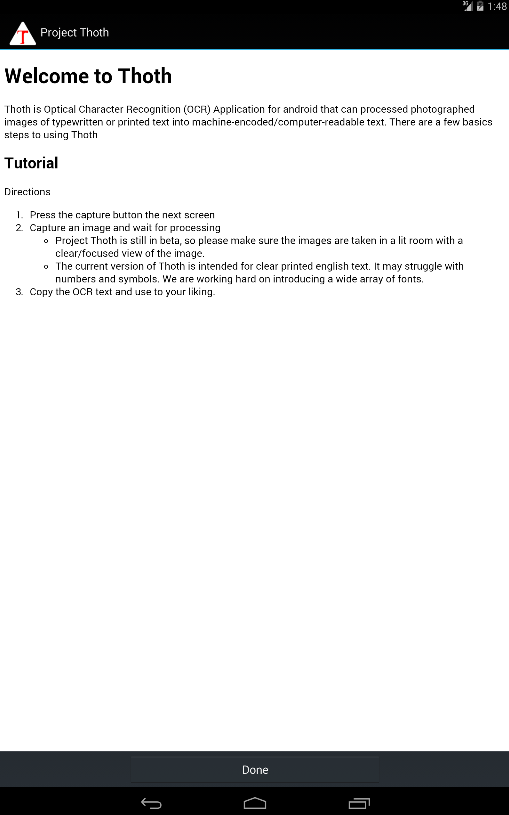 3G 1:48
T Project Thoth
Welcome to Thoth
Thoth is Optical Character Recognition (OCR) Application for android that can processed photographed
images of typewritten or printed text into machine-encoded/computer-readable text. There are a few basics
steps to using Thoth
Tutorial
Directions
1. Press the capture button the next screen
2. Capture an image and wait for processing
Project Thoth is still in beta, so please make sure the images are taken in a lit room with a
clear/focused view of the image.
The current version of Thoth is intended for clear printed english text. It may struggle with
numbers and symbols. We are working hard on introducing a wide array of fonts.
3. Copy the OCR text and use to your liking.
Done